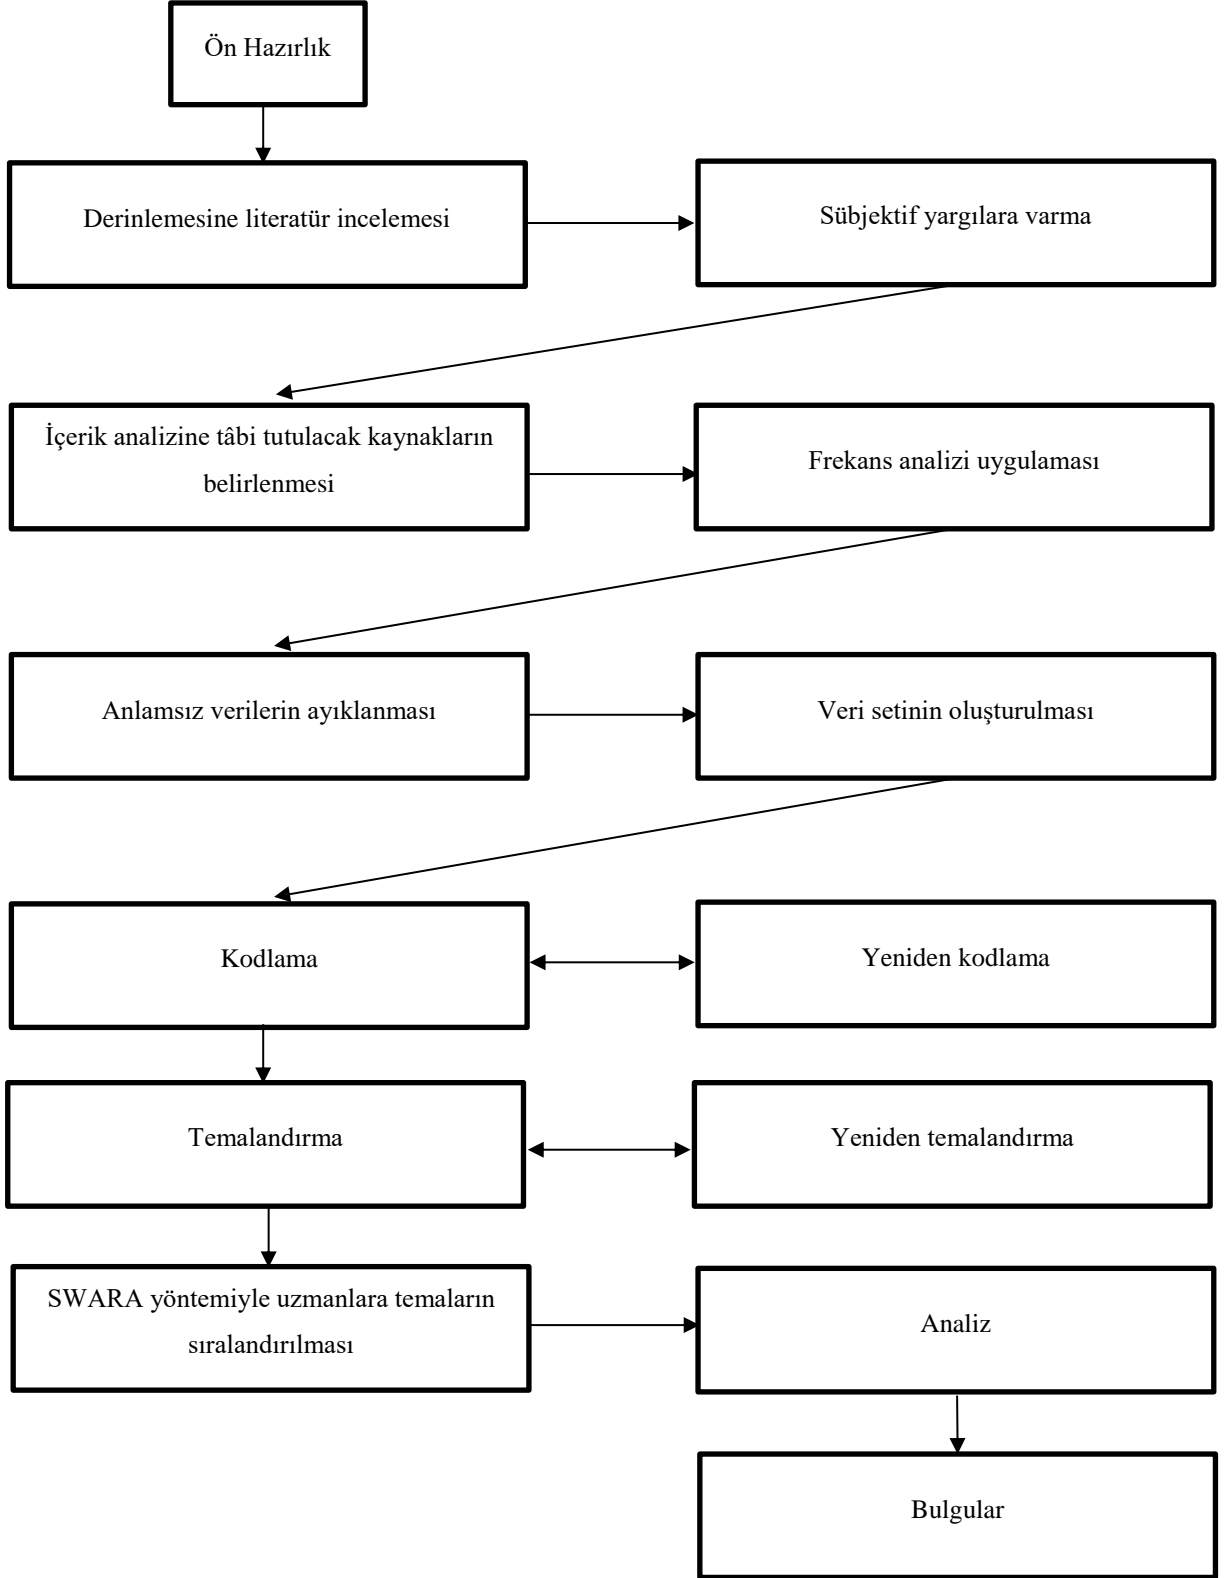 Ön Hazırlık
Derinlemesine literatür incelemesi
Sübjektif yargılara varma
İçerik analizine tâbi tutulacak kaynakların
belirlenmesi
Frekans analizi uygulaması
Anlamsız verilerin ayıklanması
Veri setinin oluşturulması
Kodlama
Yeniden kodlama
Temalandırma
Yeniden temalandırma
SWARA yöntemiyle uzmanlara temaların
sıralandırılması
Analiz
Bulgular